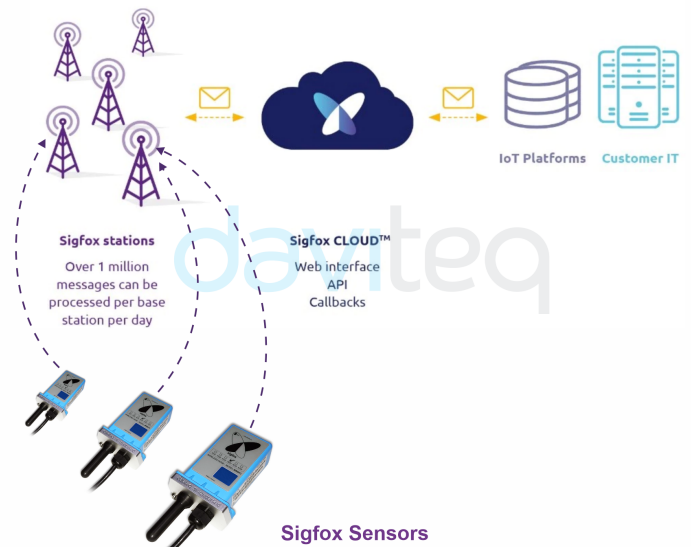 IoT Platforms
Customer IT
Sigfox stations
Over 1 million
messages can be
processed per base
station per day
Sigfox CLOUD™
Web interface
API
Callbacks
daviteq
Sigfox Sensors